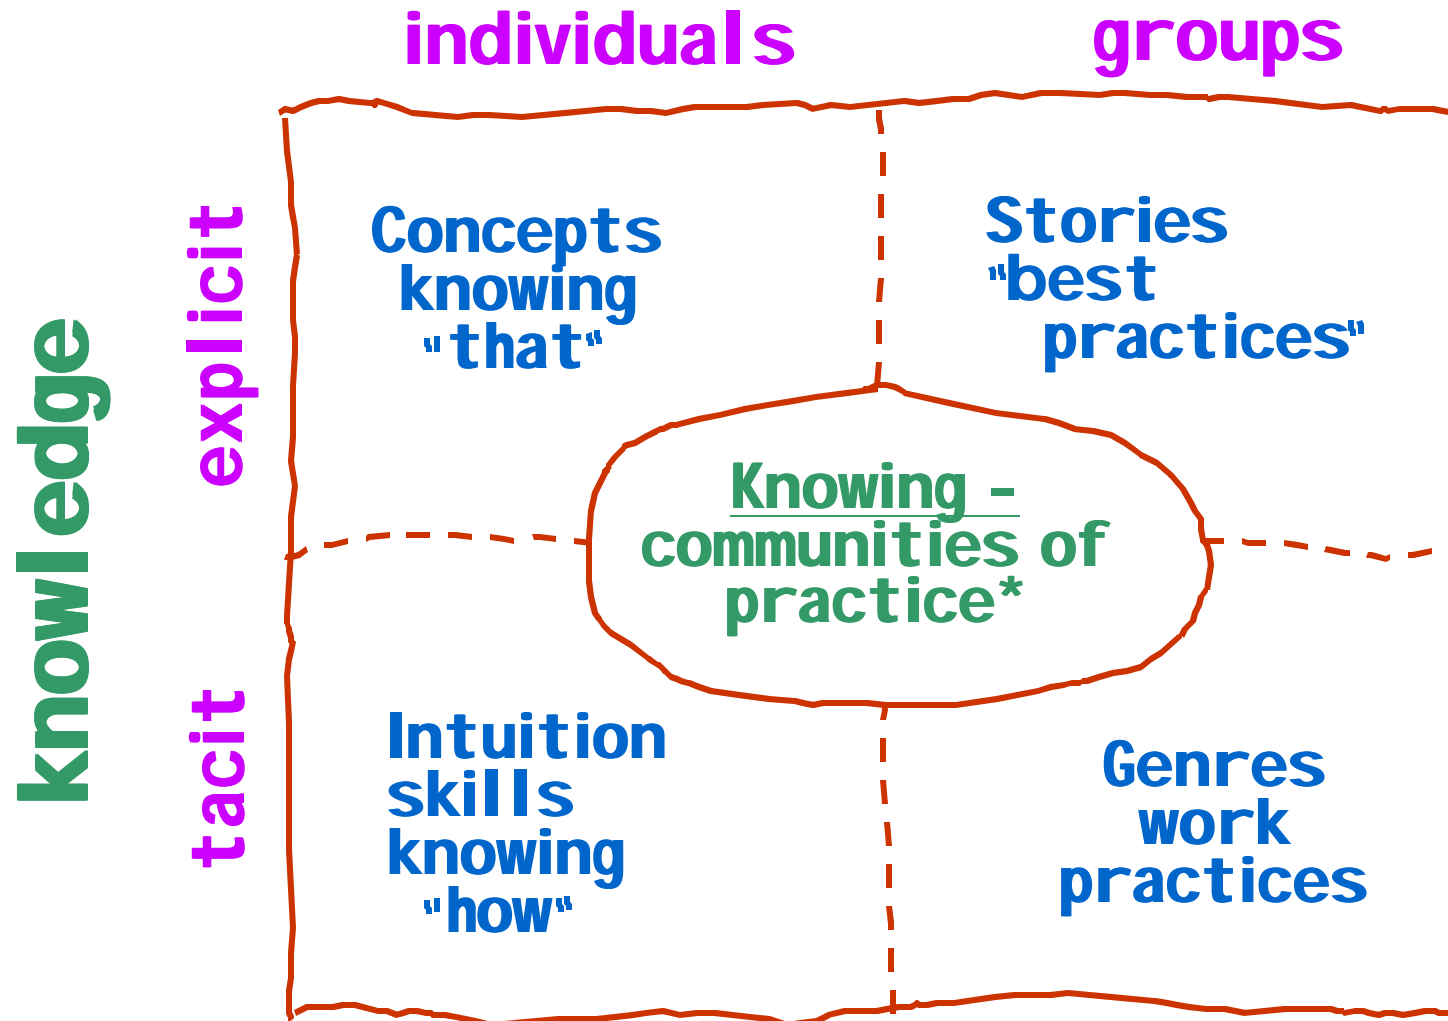 individuals
groups
knowledge
explicit
Concepts
knowing
"that"
Stories
"best
practices"
Knowing -
communities of
practice*
tacit
Intuition
skills
knowing
"how"
Genres
work
practices